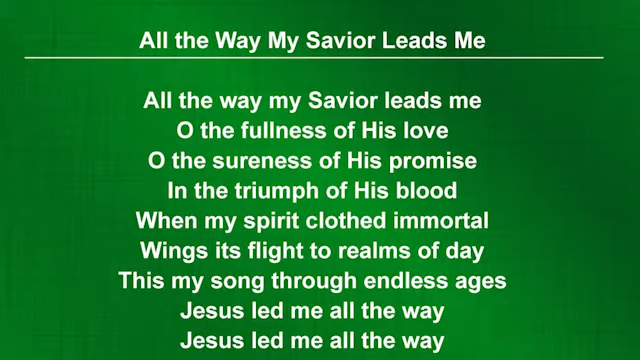 All the Way My Savior Leads Me
All the way my Savior leads me
O the fullness of His love
O the sureness of His promise
In the triumph of His blood
When my spirit clothed immortal
Wings its flight to realms of day
This my song through endless ages
Jesus led me all the way
Jesus led me all the way